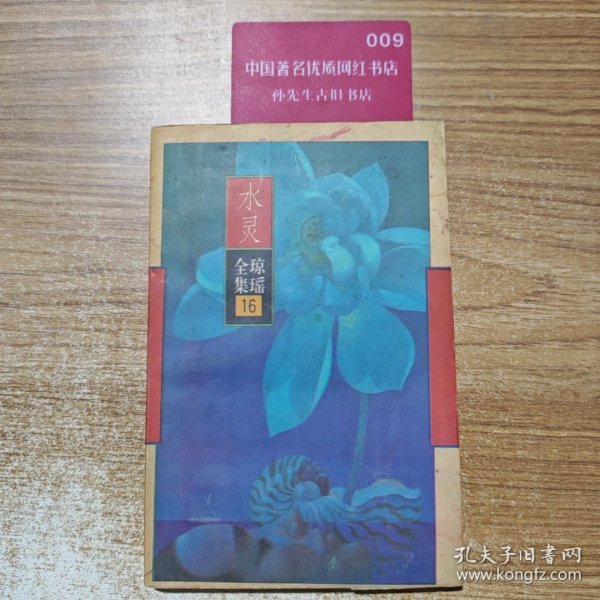 009
中国著名优质网红书店
孙先生古旧书店
水灵
琼瑶
全集
16
孔夫子旧书网
www.kongfz.com